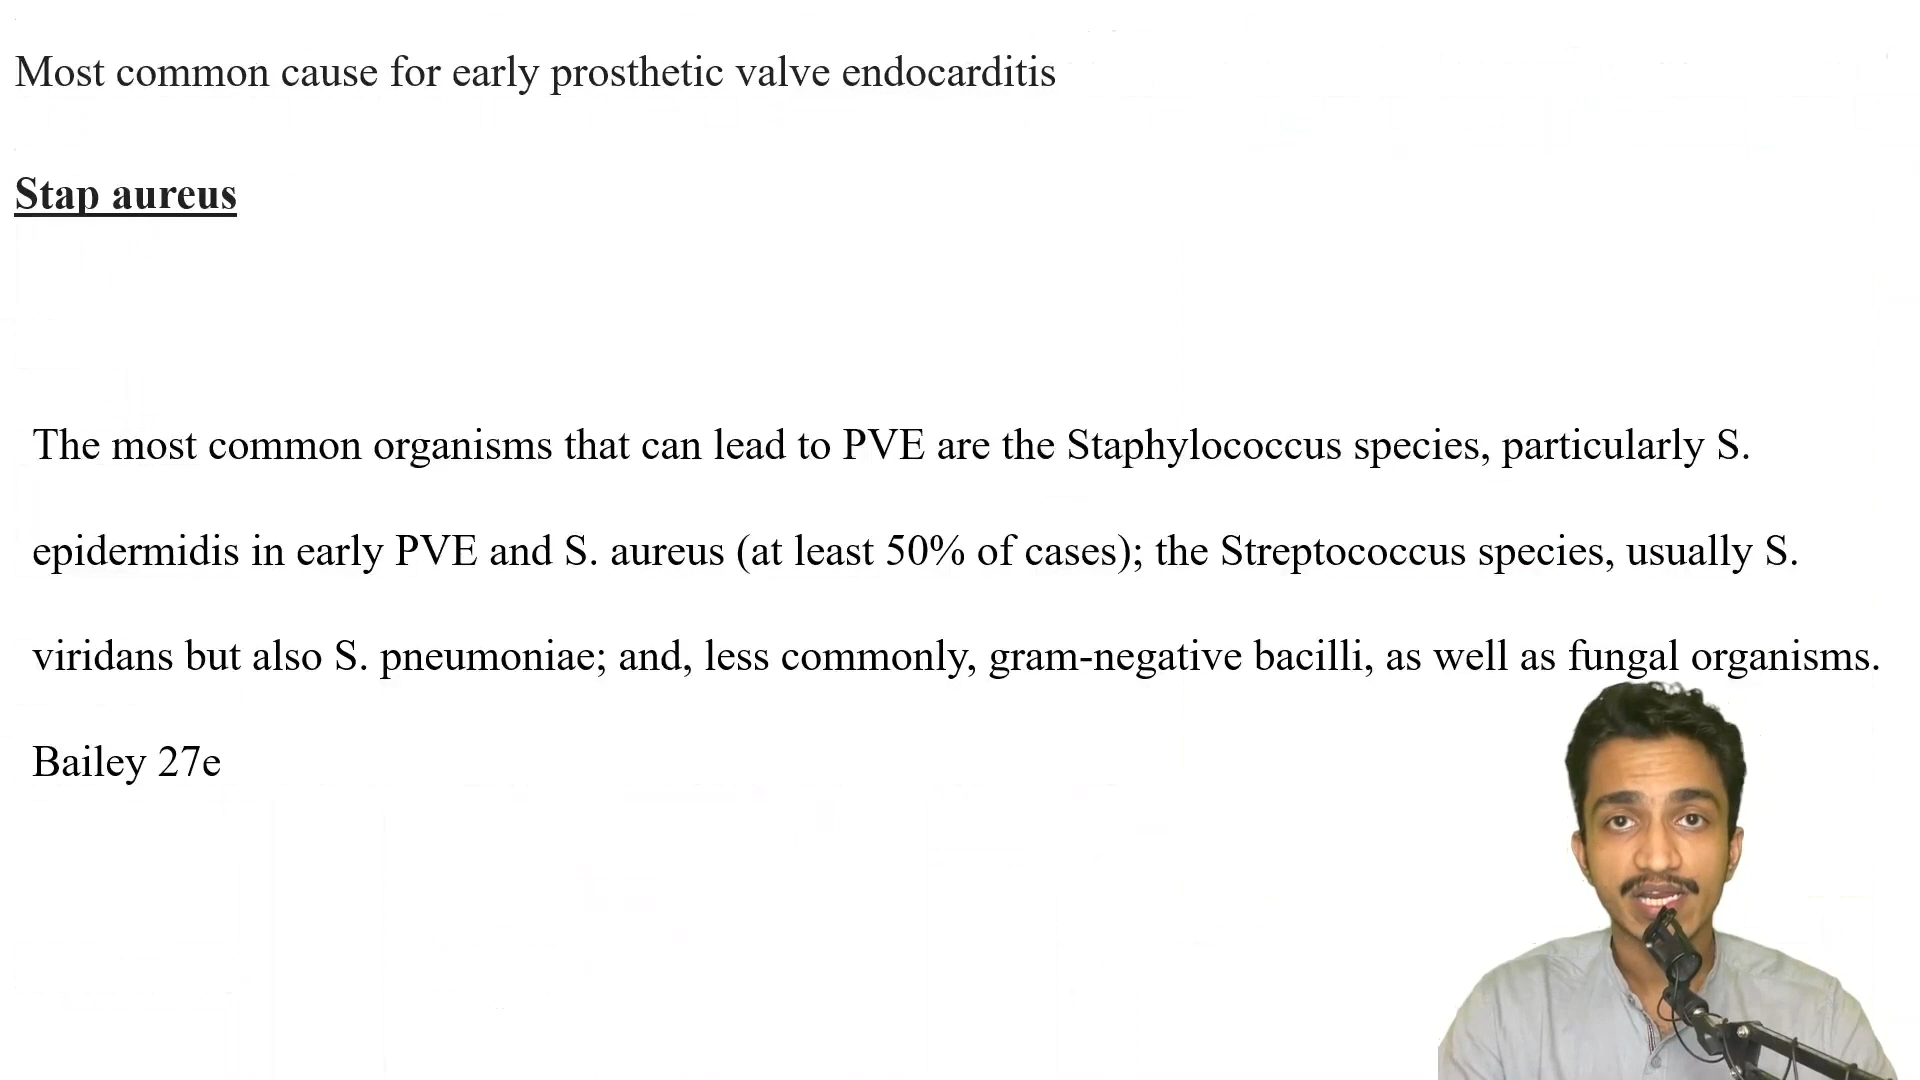 Most common cause for early prosthetic valve endocarditis
Stap aureus
The most common organisms that can lead to PVE are the Staphylococcus species, particularly S.
epidermidis in early PVE and S. aureus (at least 50% of cases); the Streptococcus species, usually S.
viridans but also S. pneumoniae; and, less commonly, gram-negative bacilli, as well as fungal organisms.
Bailey 27e